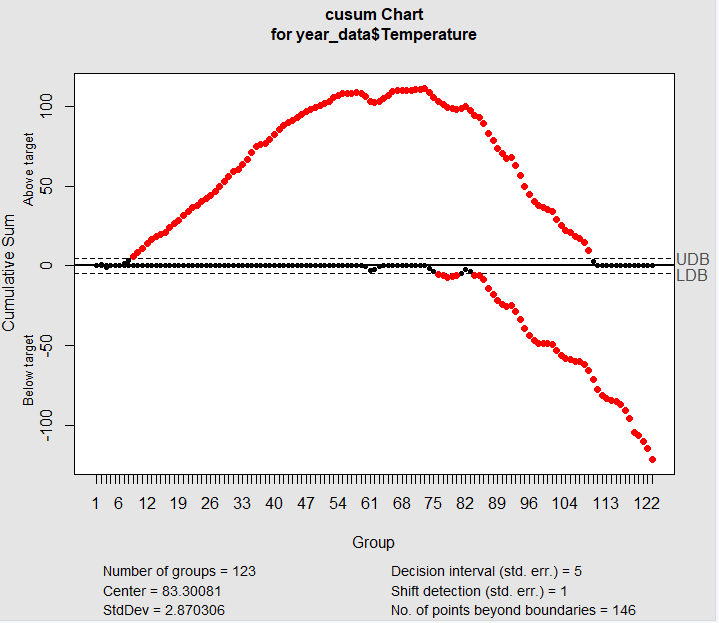 cusum Chart
for year_data$Temperature
Cumulative Sum
Above target
Below target
100
50
0
-50
-100
UDB
LDB
1 6 12 19 26 33 40 47 54 61 68 75 82 89 96 104 113 122
Group
Number of groups = 123
Center = 83.30081
StdDev = 2.870306
Decision interval (std. err.) = 5
Shift detection (std. err.) = 1
No. of points beyond boundaries = 146